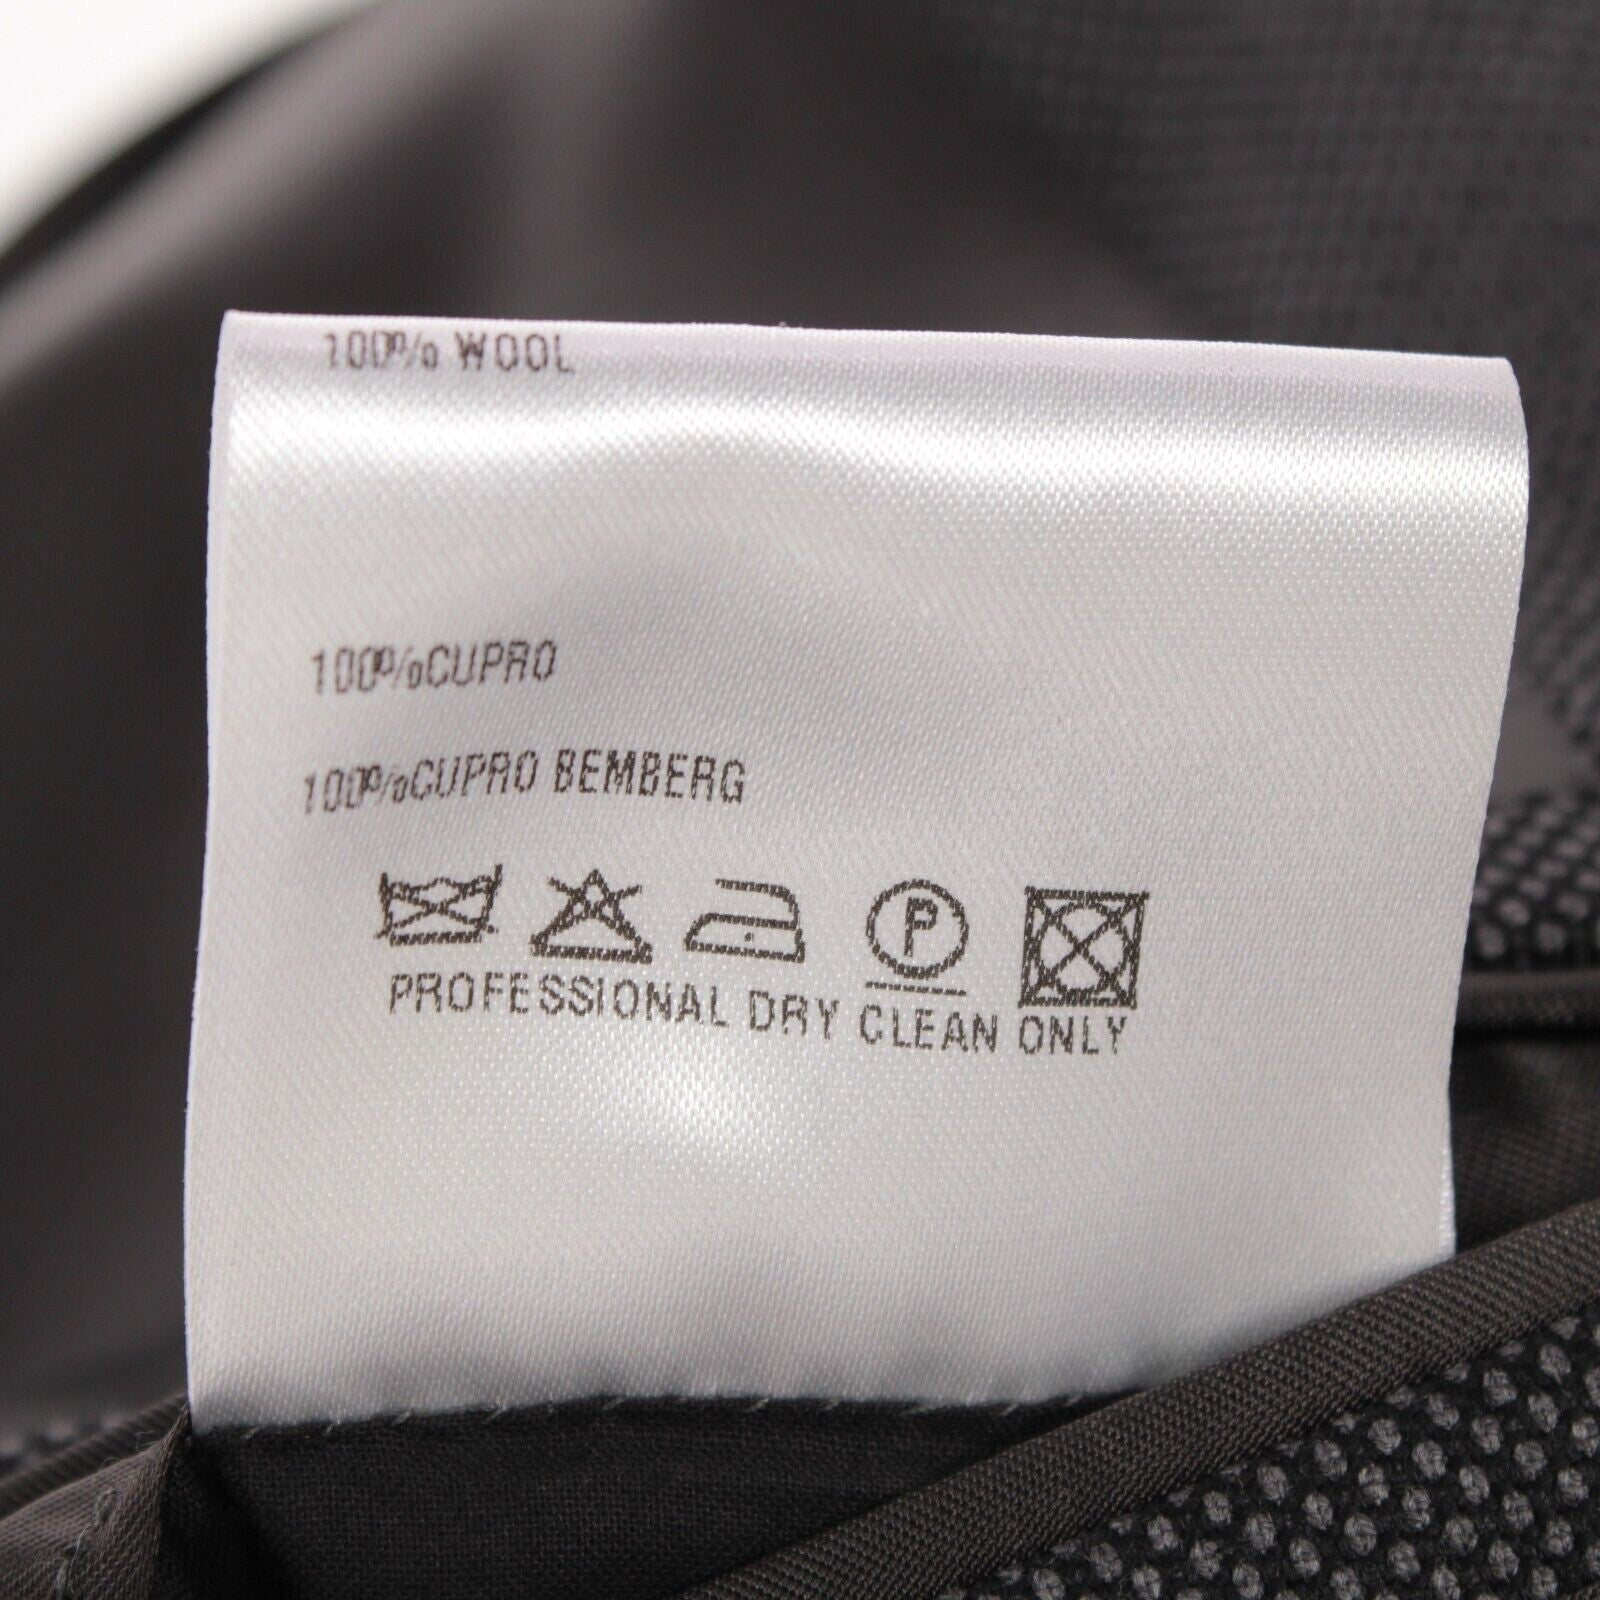 100% WOOL
100%CUPRO
100%CUPRO BEMBERG
P
PROFESSIONAL DRY CLEAN ONLY